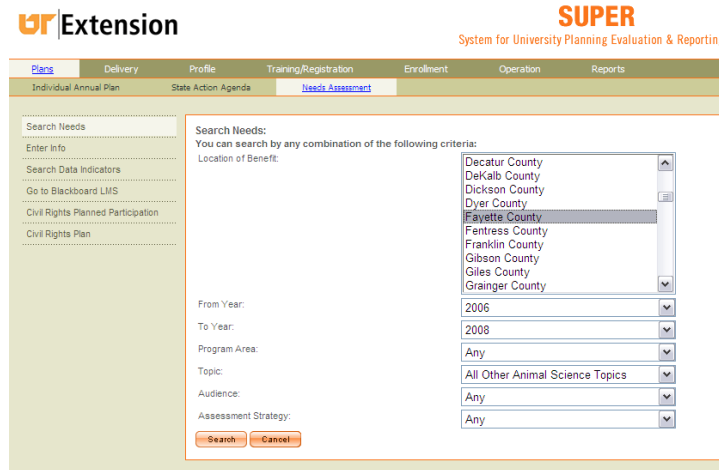 UT Extension
SUPER
System for University Planning Evaluation & Reportin
Plans Delivery Profile Training/Registration Enrollment Operation Reports
Individual Annual Plan State Action Agenda Needs Assessment
Search Needs
Enter Info
Search Data Indicators
Go to Blackboard LMS
Civil Rights Planned Participation
Civil Rights Plan
Search Needs:
You can search by any combination of the following criteria:
Location of Benefit:
Decatur County
DeKalb County
Dickson County
Dyer County
Fayette County
Fentress County
Franklin County
Gibson County
Giles County
Grainger County
From Year: 2006
To Year: 2008
Program Area: Any
Topic: All Other Animal Science Topics
Audience: Any
Assessment Strategy: Any
Search Cancel